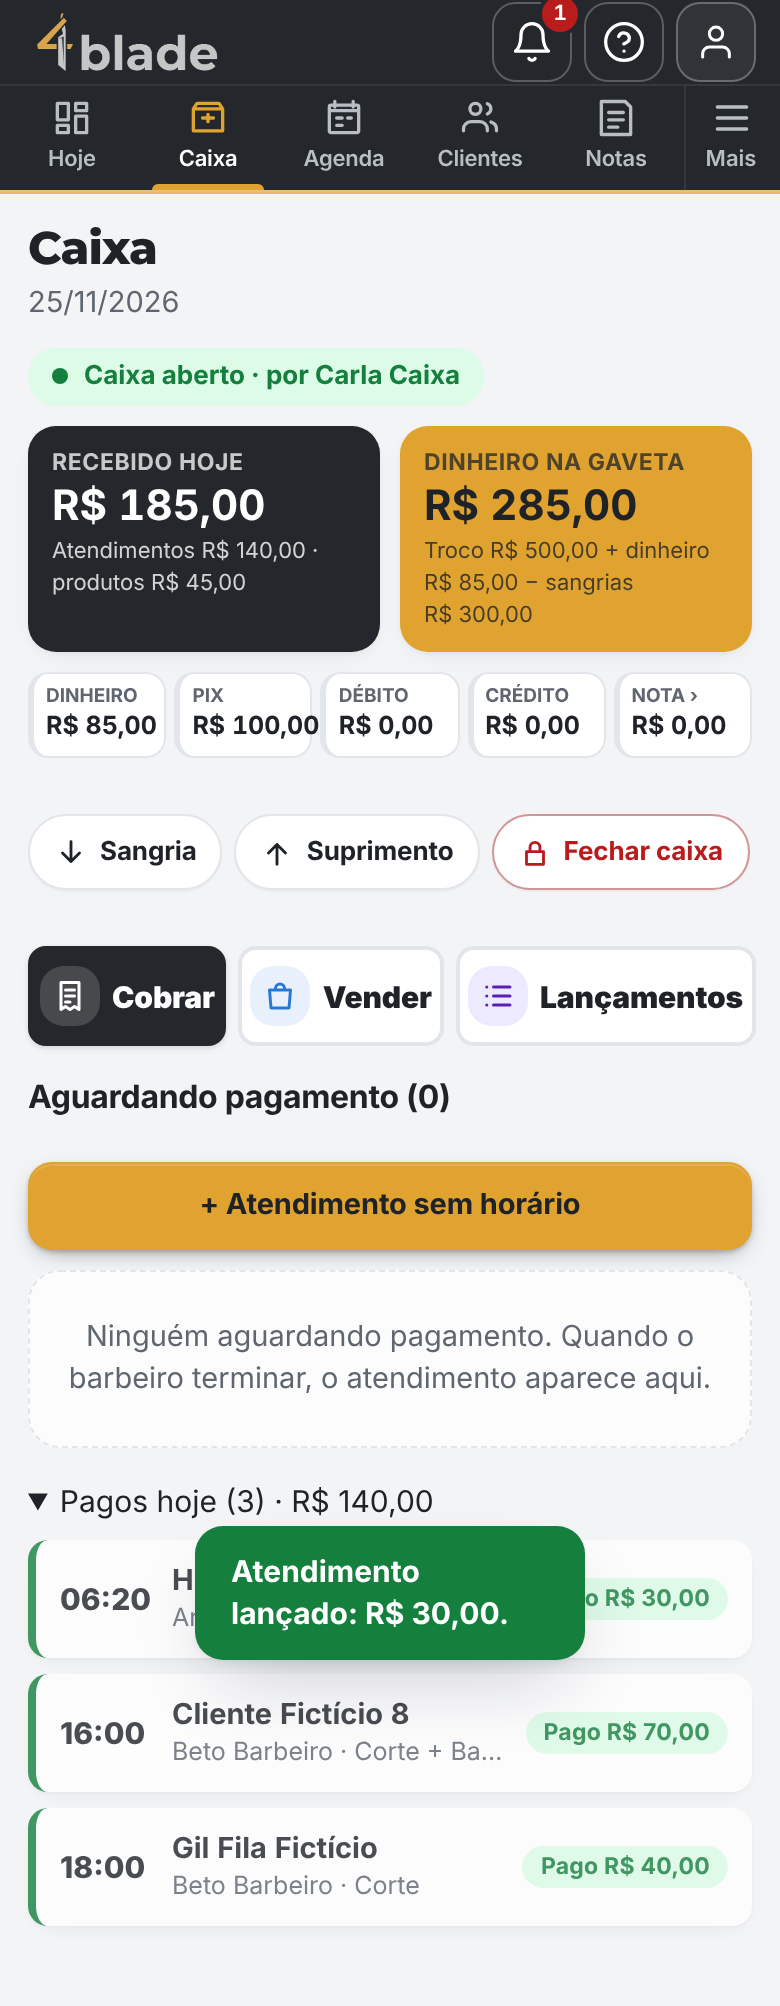 4blade
1
Hoje
Caixa
Agenda
Clientes
Notas
Mais
Caixa
25/11/2026
Caixa aberto · por Carla Caixa
RECEBIDO HOJE
R$ 185,00
Atendimentos R$ 140,00 ·
produtos R$ 45,00
DINHEIRO NA GAVETA
R$ 285,00
Troco R$ 500,00 + dinheiro
R$ 85,00 − sangrias
R$ 300,00
DINHEIRO
R$ 85,00
PIX
R$ 100,00
DÉBITO
R$ 0,00
CRÉDITO
R$ 0,00
NOTA ›
R$ 0,00
Sangria
Suprimento
Fechar caixa
Cobrar
Vender
Lançamentos
Aguardando pagamento (0)
+ Atendimento sem horário
Ninguém aguardando pagamento. Quando o
barbeiro terminar, o atendimento aparece aqui.
▼ Pagos hoje (3) · R$ 140,00
06:20
R$ 30,00
Atendimento
lançado: R$ 30,00.
16:00
Cliente Fictício 8
Beto Barbeiro · Corte + Ba...
Pago R$ 70,00
18:00
Gil Fila Fictício
Beto Barbeiro · Corte
Pago R$ 40,00